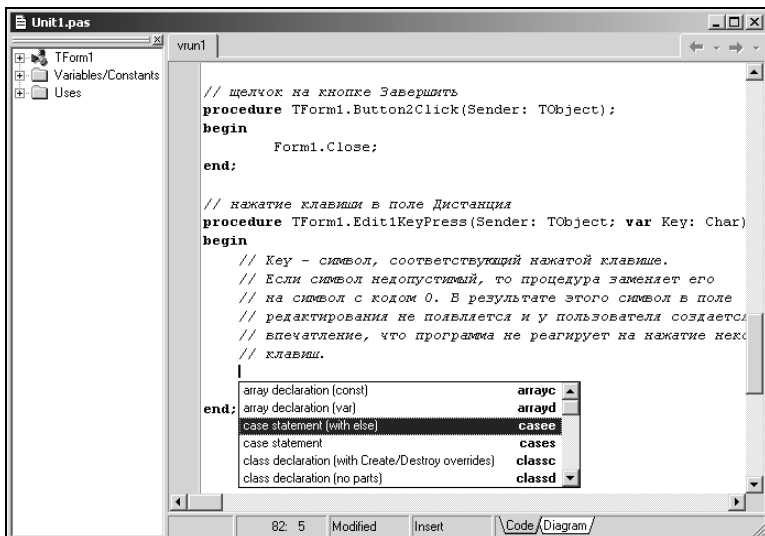 Unit1.pas
TForm1
Variables/Constants
Uses
vrun1
// щелчок на кнопке Завершить
procedure TForm1.Button2Click(Sender: TObject);
begin
Form1.Close;
end;
// нажатие клавиши в поле Дистанция
procedure TForm1.Edit1KeyPress(Sender: TObject; var Key: Char)
begin
// Key - символ, соответствующий нажатой клавише.
// Если символ недопустимый, то процедура заменяет его
// на символ с кодом 0. В результате этого символ в поле
// редактирования не появляется и у пользователя создается
// впечатление, что программа не реагирует на нажатие неко
// клавиш.
array declaration (const) arrayc
end; array declaration (var) arrayd
case statement (with else) casee
case statement cases
class declaration (with Create/Destroy overrides) classc
class declaration (no parts) classd
82: 5 Modified Insert \Code/Diagram/